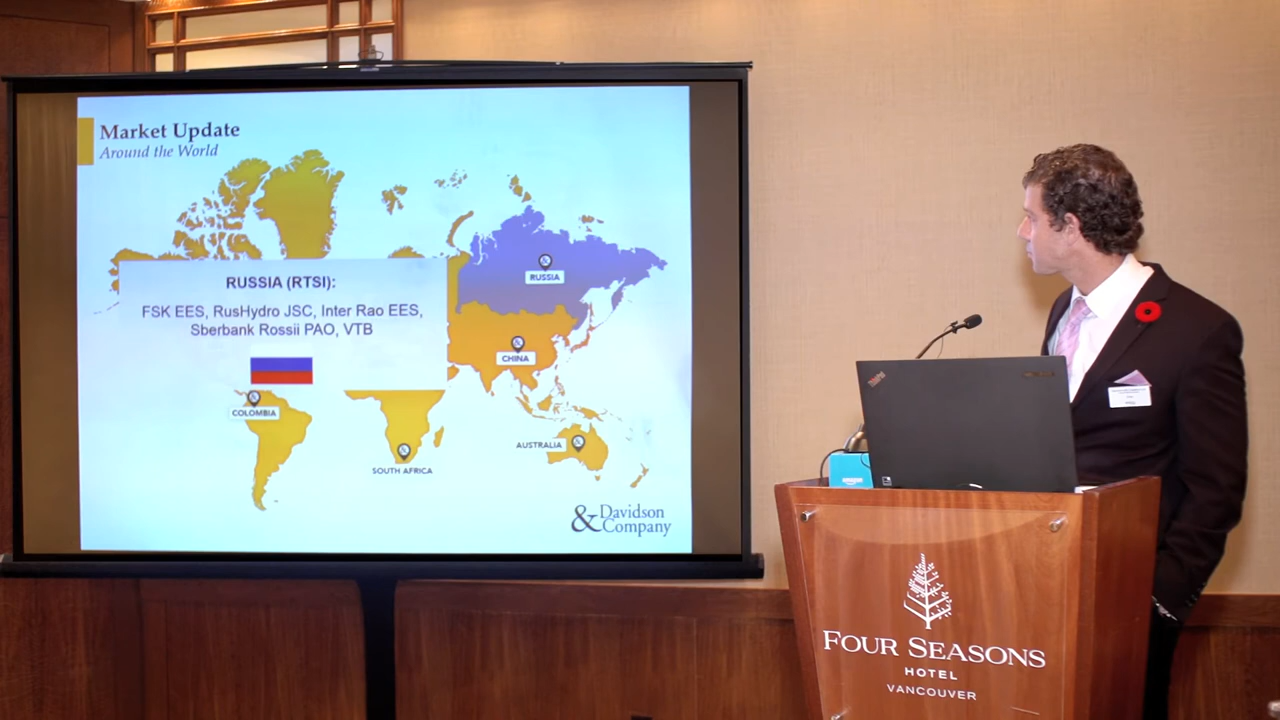 Market Update
Around the World
RUSSIA (RTSI):
FSK EES, RusHydro JSC, Inter Rao EES,
Sberbank Rossii PAO, VTB
RUSSIA
CHINA
COLOMBIA
AUSTRALIA
SOUTH AFRICA
& Davidson
Company
ThinkPad
FOUR SEASONS
HOTEL
VANCOUVER